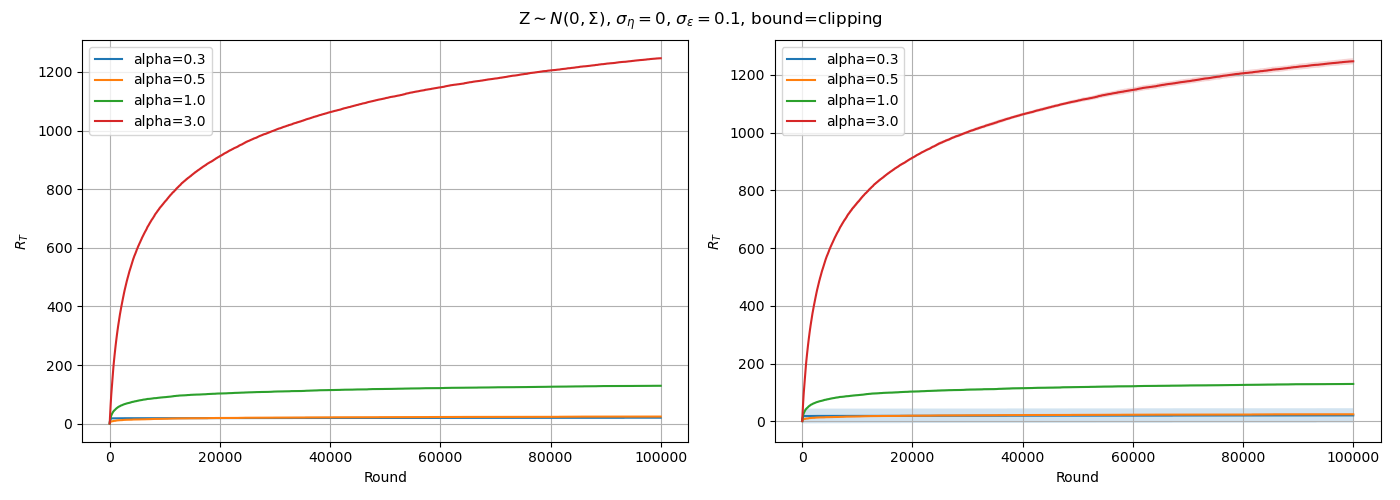 Z ∼ N(0, Σ), σ_η = 0, σ_ε = 0.1, bound=clipping
alpha=0.3
alpha=0.5
alpha=1.0
alpha=3.0
1200
1000
800
600
400
200
0
R_T
0 20000 40000 60000 80000 100000
Round
alpha=0.3
alpha=0.5
alpha=1.0
alpha=3.0
1200
1000
800
600
400
200
0
R_T
0 20000 40000 60000 80000 100000
Round